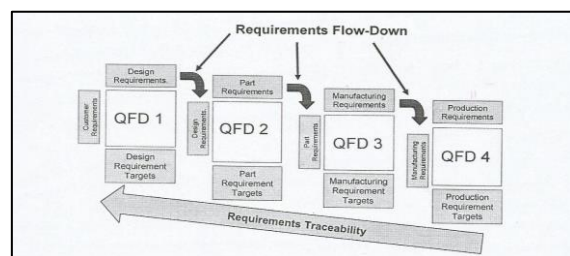 Requirements Flow-Down
Design
Requirements
Customer
Requirements
QFD 1
Design
Requirement
Targets
Part
Requirements
Design
Requirements
QFD 2
Part
Requirement
Targets
Manufacturing
Requirements
Part
Requirements
QFD 3
Manufacturing
Requirement
Targets
Production
Requirements
Manufacturing
Requirements
QFD 4
Production
Requirement
Targets
Requirements Traceability